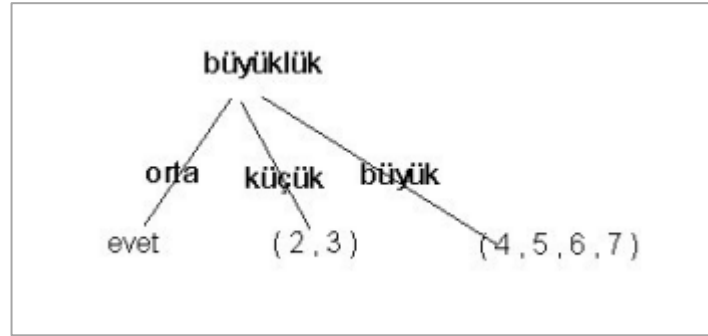 büyüklük
orta küçük büyük
evet ( 2 , 3 ) ( 4 , 5 , 6 , 7 )